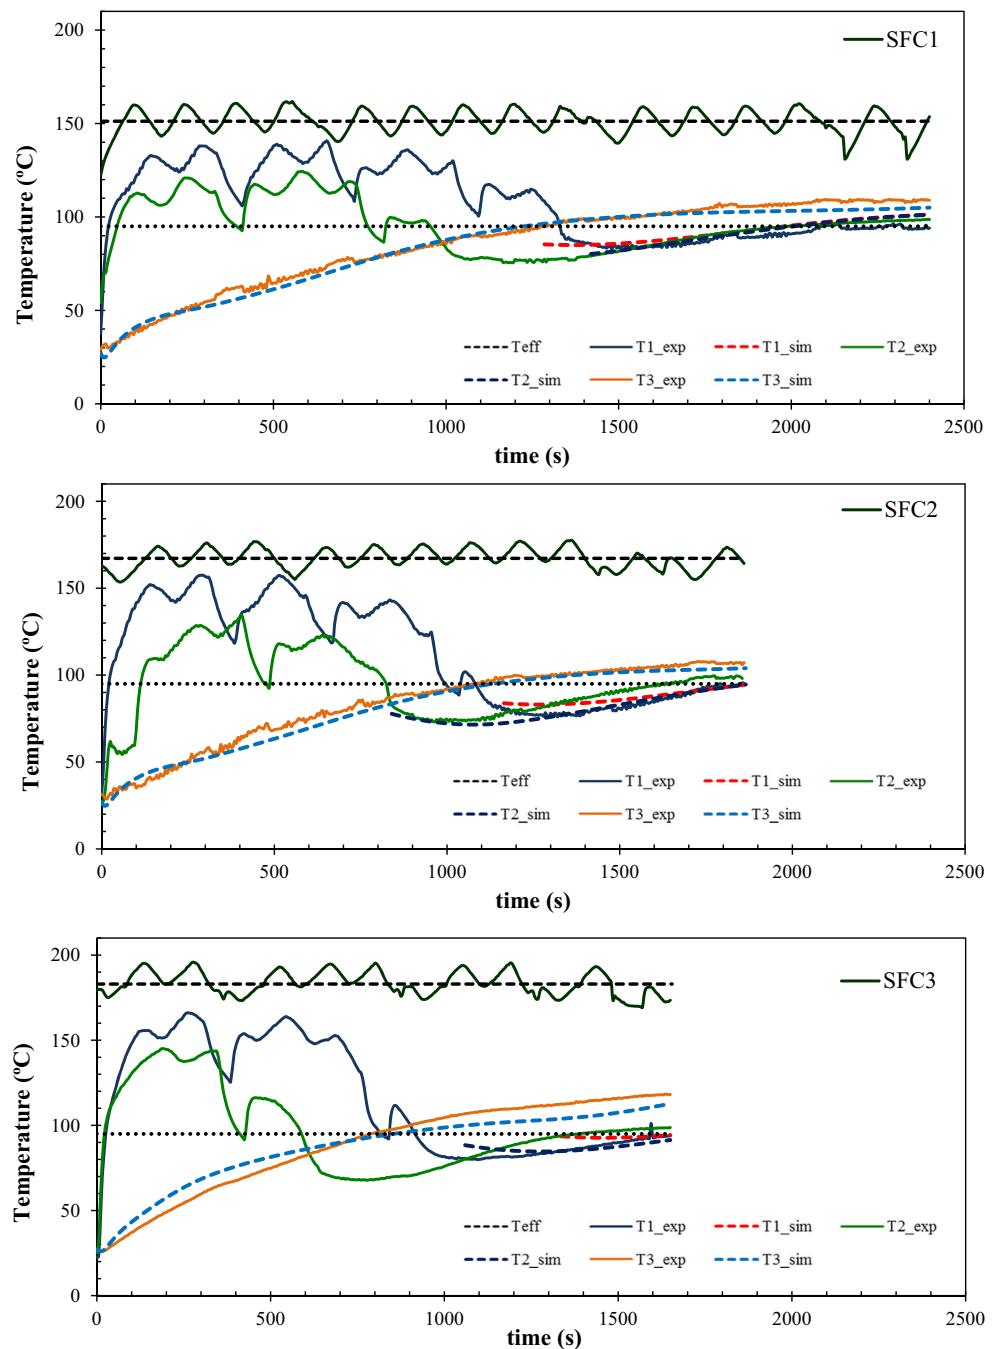 200
SFC1
150
100
50
0
Temperature (ºC)
Teff T1_exp T1_sim T2_exp
T2_sim T3_exp T3_sim
0 500 1000 1500 2000 2500
time (s)
200
SFC2
150
100
50
0
Temperature (ºC)
Teff T1_exp T1_sim T2_exp
T2_sim T3_exp T3_sim
0 500 1000 1500 2000 2500
time (s)
200
SFC3
150
100
50
0
Temperature (ºC)
Teff T1_exp T1_sim T2_exp
T2_sim T3_exp T3_sim
0 500 1000 1500 2000 2500
time (s)